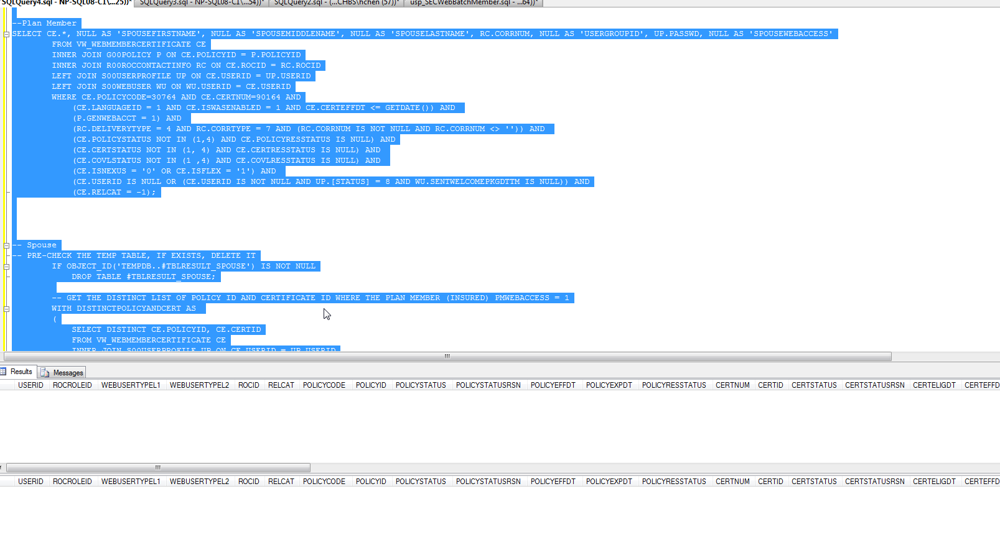 SQLQuery4.sql - NP-SQL08-CI\...25))* SQLQuery3.sql - NP-SQL08-CI\...54))* SQLQuery2.sql - (...CHBS\hchen (57))* usp_SECWebBatchMember.sql - ...64))*
--Plan Member
SELECT CE.*, NULL AS 'SPOUSEFIRSTNAME', NULL AS 'SPOUSEMIDDLENAME', NULL AS 'SPOUSELASTNAME', RC.CORRNUM, NULL AS 'USERGROUPID', UP.PASSWD, NULL AS 'SPOUSEWEBACCESS'
FROM VW_WEBMEMBERCERTIFICATE CE
INNER JOIN G00POLICY P ON CE.POLICYID = P.POLICYID
INNER JOIN R00ROCCONTACTINFO RC ON CE.ROCID = RC.ROCID
LEFT JOIN S00USERPROFILE UP ON CE.USERID = UP.USERID
LEFT JOIN S00WEBUSER WU ON WU.USERID = CE.USERID
WHERE CE.POLICYCODE=30764 AND CE.CERTNUM=90164 AND
(CE.LANGUAGEID = 1 AND CE.ISWASENABLED = 1 AND CE.CERTEFFDT <= GETDATE()) AND
(P.GENWEBACCT = 1) AND
(RC.DELIVERYTYPE = 4 AND RC.CORRTYPE = 7 AND (RC.CORRNUM IS NOT NULL AND RC.CORRNUM <> '')) AND
(CE.POLICYSTATUS NOT IN (1,4) AND CE.POLICYRESSTATUS IS NULL) AND
(CE.CERTSTATUS NOT IN (1, 4) AND CE.CERTRESSTATUS IS NULL) AND
(CE.COVLSTATUS NOT IN (1 ,4) AND CE.COVLRESSTATUS IS NULL) AND
(CE.ISNEXUS = '0' OR CE.ISFLEX = '1') AND
(CE.USERID IS NULL OR (CE.USERID IS NOT NULL AND UP.[STATUS] = 8 AND WU.SENTWELCOMEPKGDTTM IS NULL)) AND
(CE.RELCAT = -1);
-- Spouse
-- PRE-CHECK THE TEMP TABLE, IF EXISTS, DELETE IT
IF OBJECT_ID('TEMPDB..#TBLRESULT_SPOUSE') IS NOT NULL
DROP TABLE #TBLRESULT_SPOUSE;
-- GET THE DISTINCT LIST OF POLICY ID AND CERTIFICATE ID WHERE THE PLAN MEMBER (INSURED) PMWEBACCESS = 1
WITH DISTINCTPOLICYANDCERT AS
(
SELECT DISTINCT CE.POLICYID, CE.CERTID
FROM VW_WEBMEMBERCERTIFICATE CE
INNER JOIN S00USERPROFILE UP ON CE.USERID = UP.USERID
Results Messages
USERID ROCROLEID WEBUSERTYPEL1 WEBUSERTYPEL2 ROCID RELCAT POLICYCODE POLICYID POLICYSTATUS POLICYSTATUSRSN POLICYEFFDT POLICYEXPDT POLICYRESSTATUS CERTNUM CERTID CERTSTATUS CERTSTATUSRSN CERTELIGDT CERTEFFD
USERID ROCROLEID WEBUSERTYPEL1 WEBUSERTYPEL2 ROCID RELCAT POLICYCODE POLICYID POLICYSTATUS POLICYSTATUSRSN POLICYEFFDT POLICYEXPDT POLICYRESSTATUS CERTNUM CERTID CERTSTATUS CERTSTATUSRSN CERTELIGDT CERTEFFD